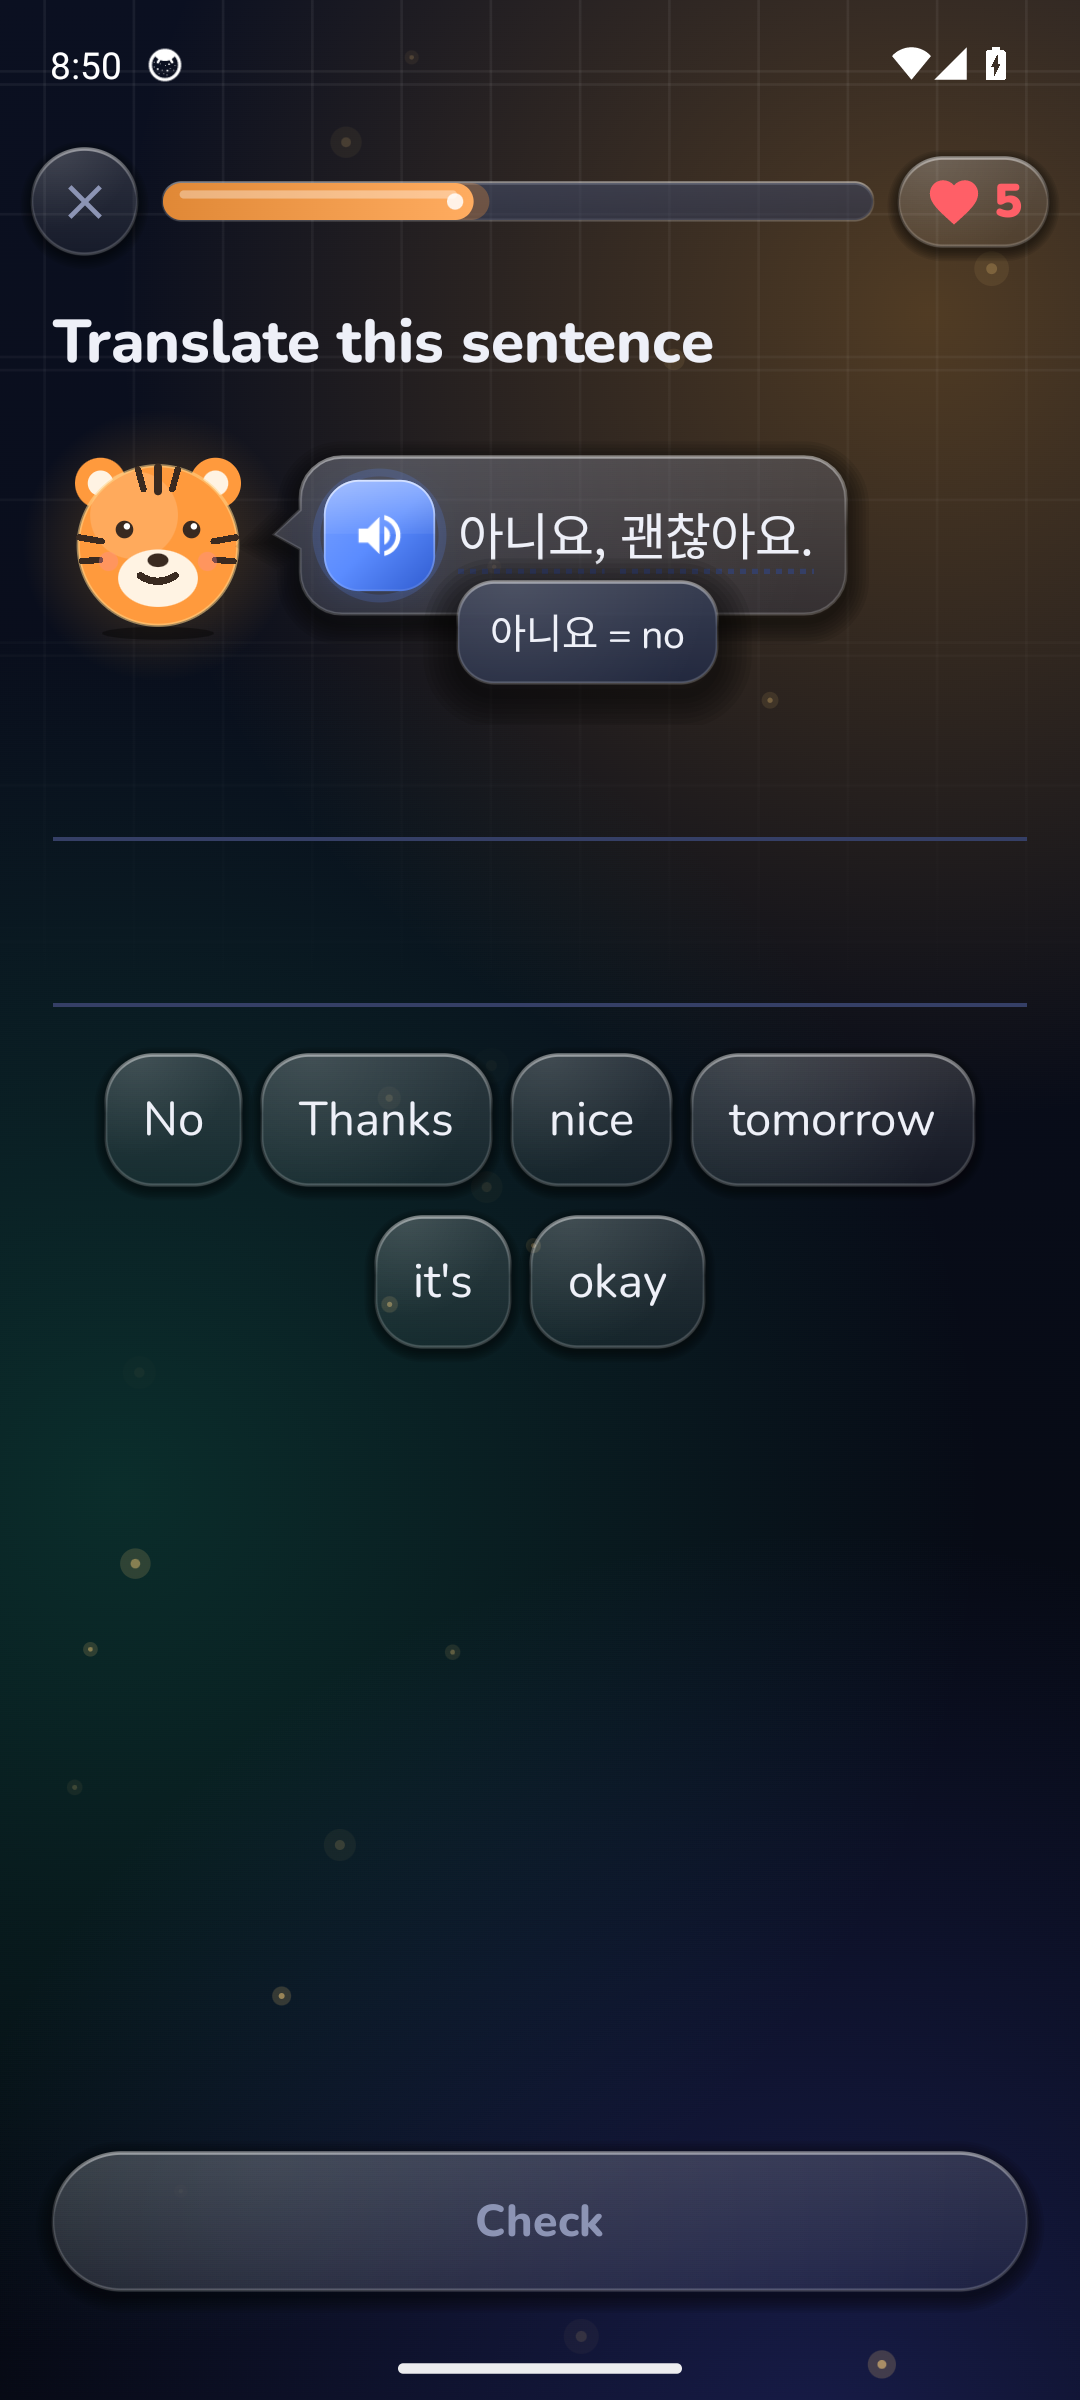 8:50
5
Translate this sentence
아니요, 괜찮아요.
아니요 = no
No Thanks nice tomorrow
it's okay
Check